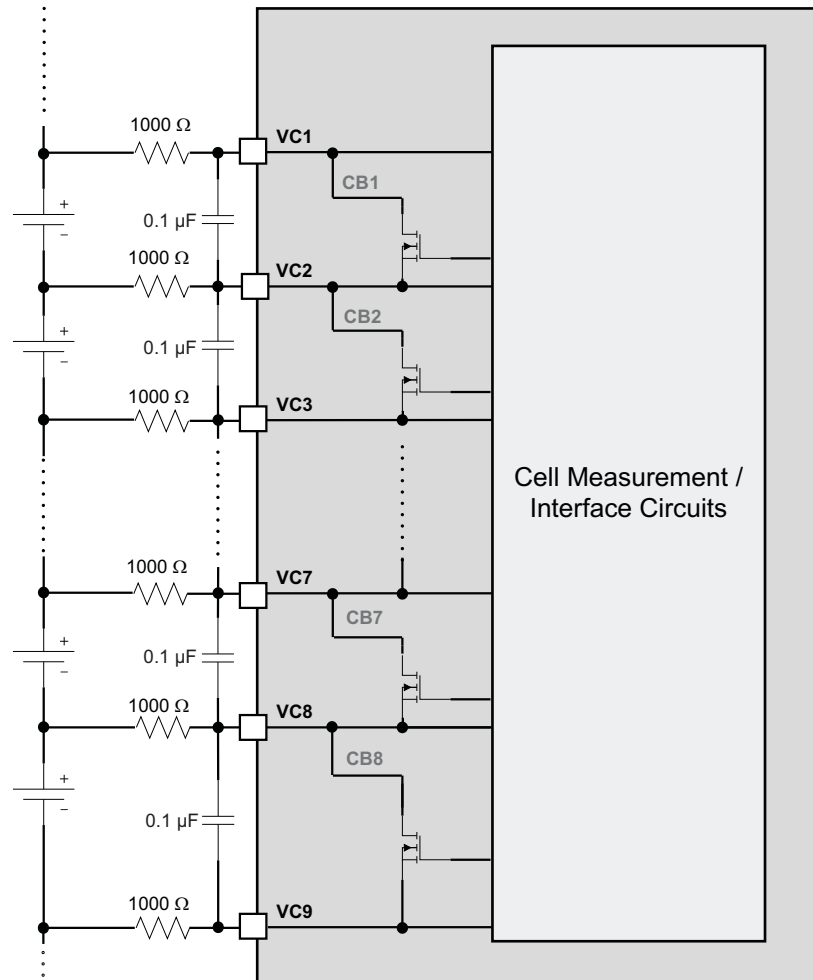 1000 Ω
VC1
CB1
+
0.1 µF
–
1000 Ω
VC2
CB2
+
0.1 µF
–
1000 Ω
VC3
Cell Measurement /
Interface Circuits
1000 Ω
VC7
CB7
+
0.1 µF
–
1000 Ω
VC8
CB8
+
–
0.1 µF
1000 Ω
VC9